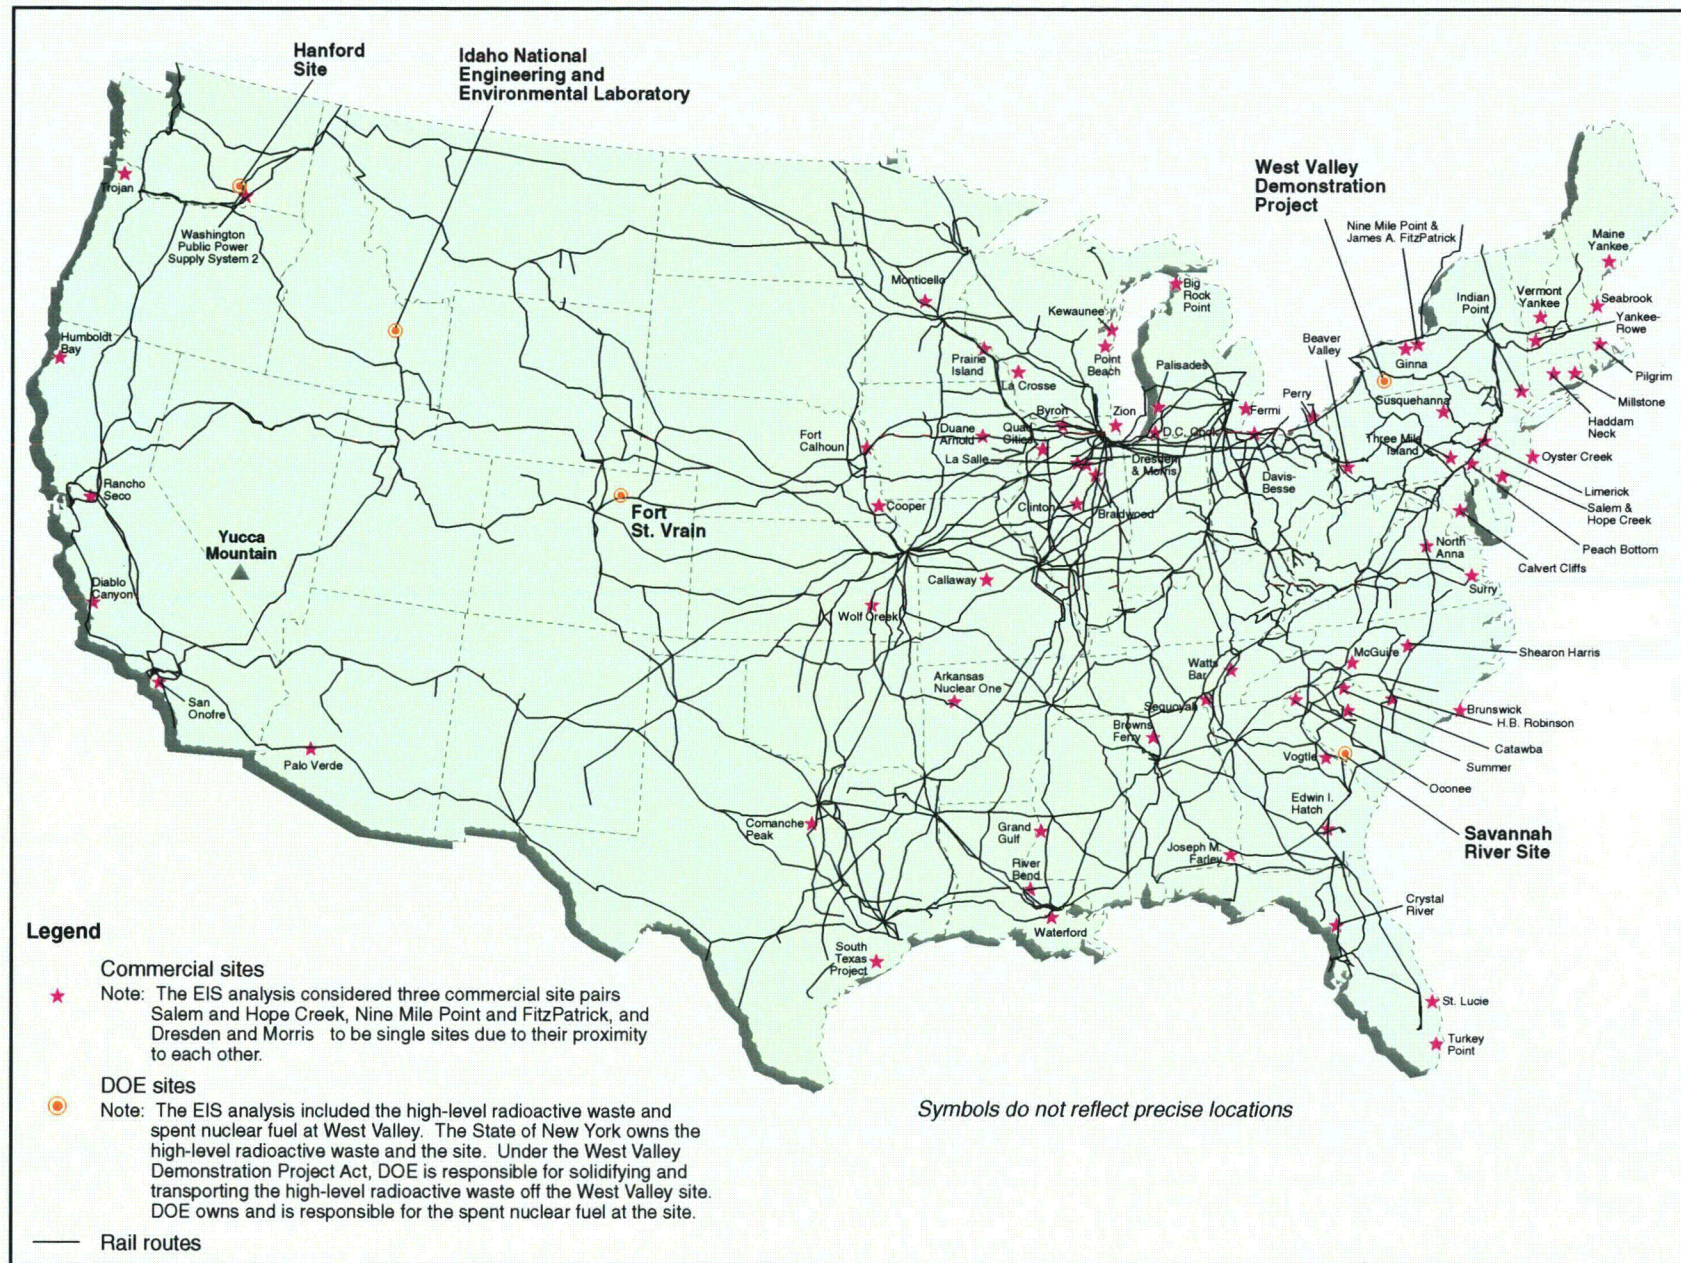 Hanford
Site
Idaho National
Engineering and
Environmental Laboratory
West Valley
Demonstration
Project
Nine Mile Point &
James A. FitzPatrick
Maine
Yankee
Trojan
Washington
Public Power
Supply System 2
Monticello
Big
Rock
Point
Kewaunee
Indian
Point
Vermont
Yankee
Seabrook
Yankee-
Rowe
Humboldt
Bay
Prairie
Island
Point
Beach
La Crosse
Palisades
Beaver
Valley
Ginna
Pilgrim
Millstone
Haddam
Neck
Susquehanna
Perry
Fermi
Zion
Byron
Quad
Cities
Duane
Arnold
La Salle
Fort
Calhoun
D.C. Cook
Dresden
& Morris
Davis-
Besse
Three Mile
Island
Oyster Creek
Limerick
Salem &
Hope Creek
Peach Bottom
Calvert Cliffs
Rancho
Seco
Fort
St. Vrain
Cooper
Clinton
Braidwood
North
Anna
Surry
Yucca
Mountain
Diablo
Canyon
Callaway
Wolf Creek
McGuire
Shearon Harris
Watts
Bar
Arkansas
Nuclear One
Sequoyah
Browns
Ferry
Brunswick
H.B. Robinson
Catawba
Summer
Oconee
San
Onofre
Palo Verde
Vogtle
Edwin I.
Hatch
Savannah
River Site
Comanche
Peak
Grand
Gulf
River
Bend
Joseph M.
Farley
Crystal
River
Waterford
South
Texas
Project
St. Lucie
Turkey
Point
Legend
Commercial sites
Note: The EIS analysis considered three commercial site pairs
Salem and Hope Creek, Nine Mile Point and FitzPatrick, and
Dresden and Morris to be single sites due to their proximity
to each other.
DOE sites
Note: The EIS analysis included the high-level radioactive waste and
spent nuclear fuel at West Valley. The State of New York owns the
high-level radioactive waste and the site. Under the West Valley
Demonstration Project Act, DOE is responsible for solidifying and
transporting the high-level radioactive waste off the West Valley site.
DOE owns and is responsible for the spent nuclear fuel at the site.
Rail routes
Symbols do not reflect precise locations